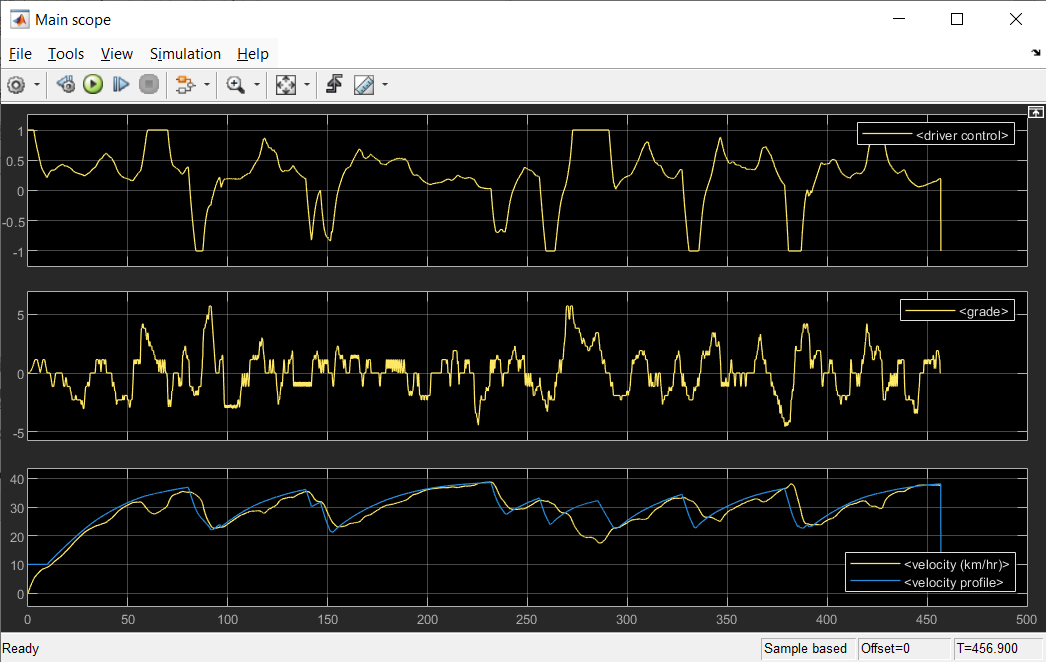 Main scope
File Tools View Simulation Help
<driver control>
1
0.5
0
-0.5
-1
<grade>
5
0
-5
40
30
20
10
0
<velocity (km/hr)>
<velocity profile>
0 50 100 150 200 250 300 350 400 450 500
Ready Sample based Offset=0 T=456.900